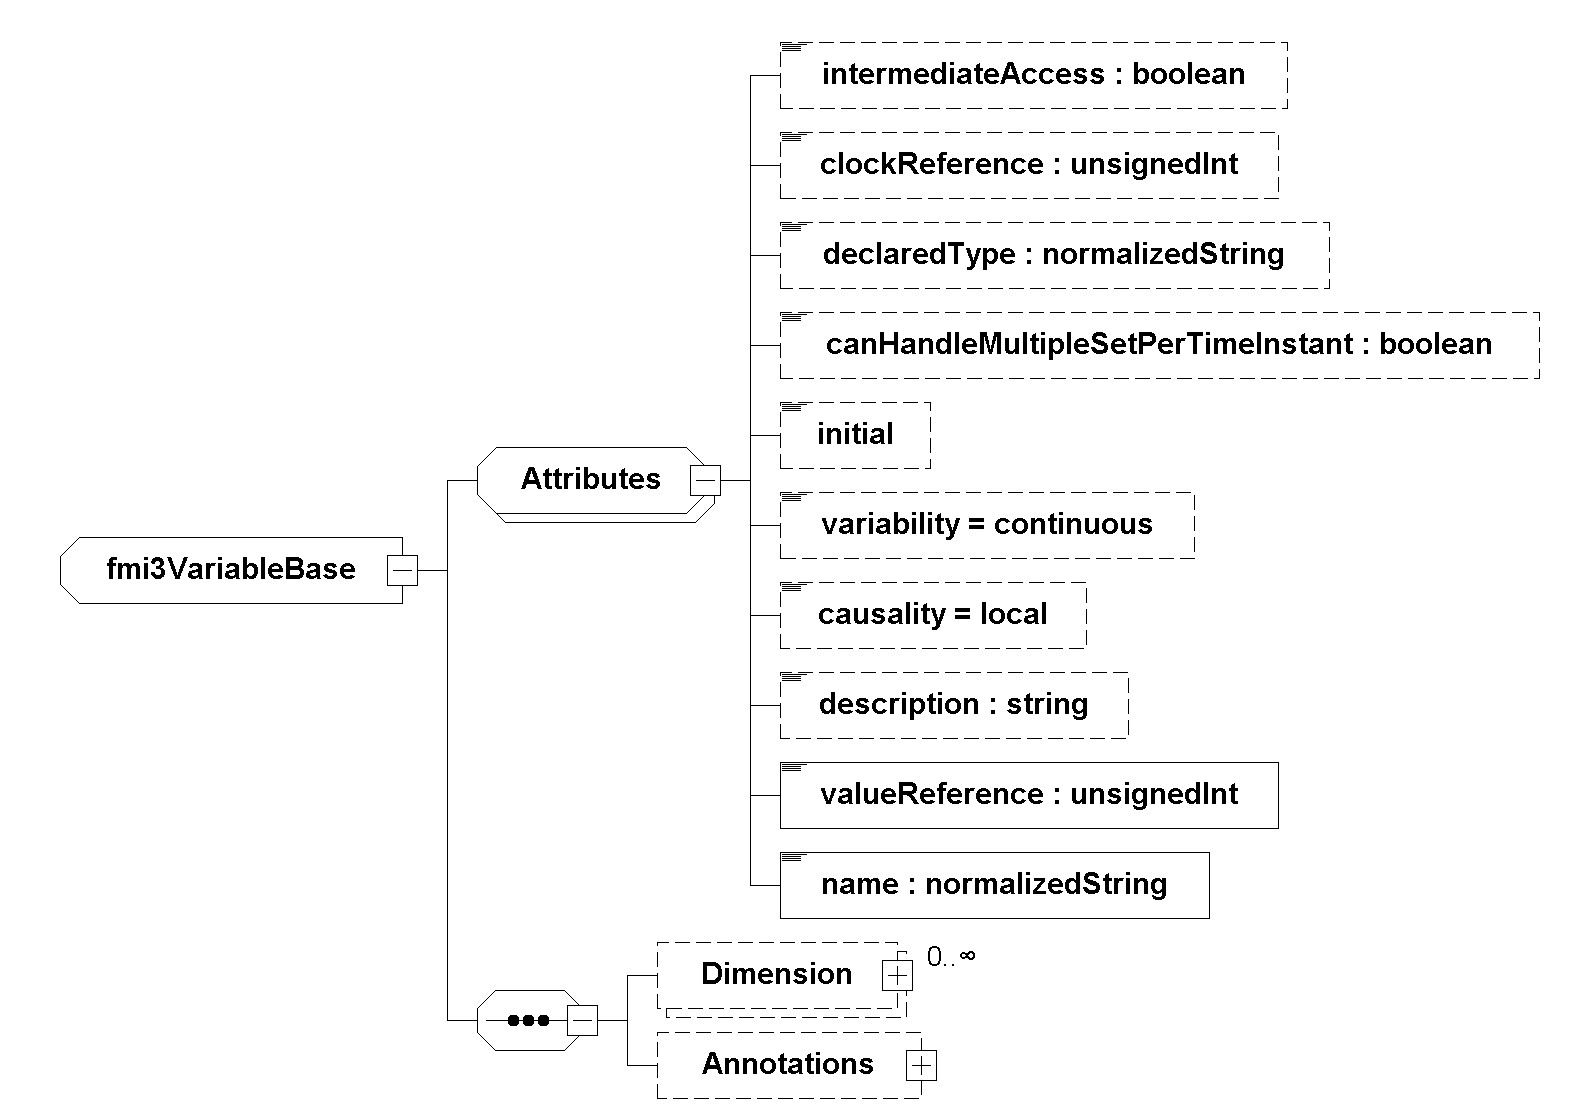 intermediateAccess : boolean
clockReference : unsignedInt
declaredType : normalizedString
canHandleMultipleSetPerTimeInstant : boolean
initial
Attributes
variability = continuous
fmi3VariableBase
causality = local
description : string
valueReference : unsignedInt
name : normalizedString
Dimension
0..∞
Annotations